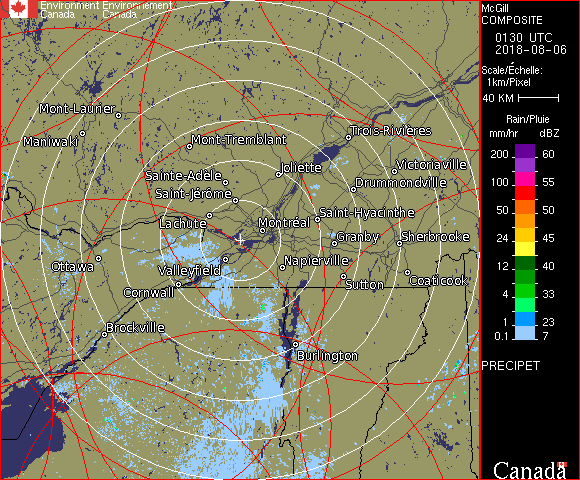 Environment Environnement
Canada Canada
McGill
COMPOSITE
0130 UTC
2018-08-06
Scale/Échelle:
1km/Pixel
40 KM
Rain/Pluie
mm/hr dBZ
200 60
100 55
50 50
24 45
12 40
4 33
1 23
0.1 7
PRECIPET
Canada
Mont-Laurier
Trois-Rivières
Maniwaki
Mont-Tremblant
Joliette
Victoriaville
Sainte-Adèle
Drummondville
Saint-Jérôme
Saint-Hyacinthe
Lachute
Montréal
Granby
Sherbrooke
Ottawa
Valleyfield
Napierville
Cornwall
Sutton
Coaticook
Brockville
Burlington